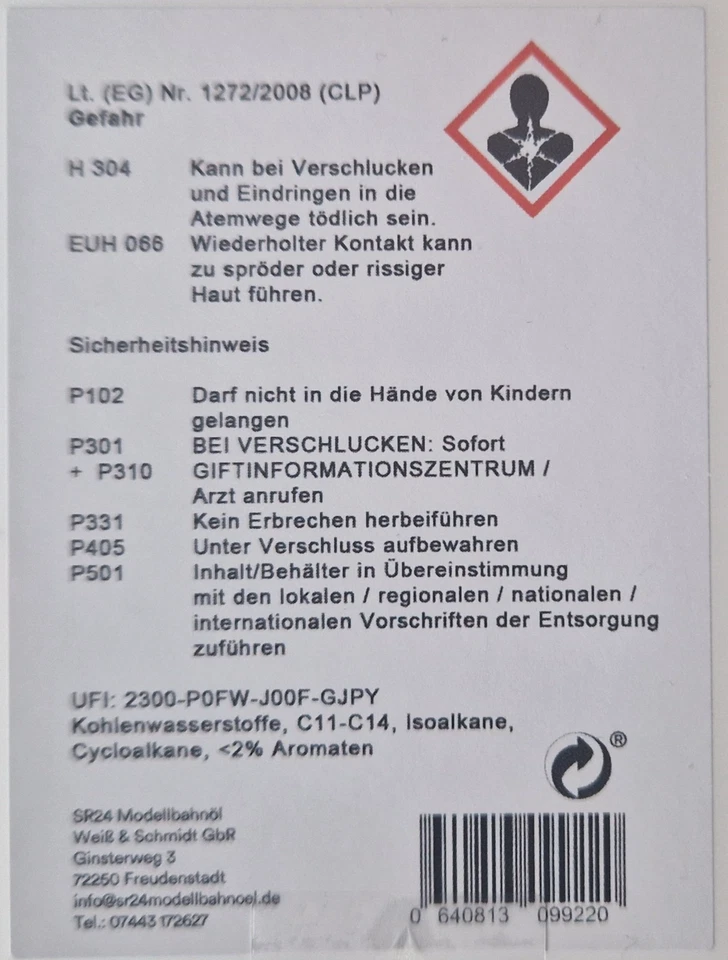 Lt. (EG) Nr. 1272/2008 (CLP)
Gefahr
H 304 Kann bei Verschlucken
und Eindringen in die
Atemwege tödlich sein.
EUH 066 Wiederholter Kontakt kann
zu spröder oder rissiger
Haut führen.
Sicherheitshinweis
P102 Darf nicht in die Hände von Kindern
gelangen
P301 BEI VERSCHLUCKEN: Sofort
+ P310 GIFTINFORMATIONSZENTRUM /
Arzt anrufen
P331 Kein Erbrechen herbeiführen
P405 Unter Verschluss aufbewahren
P501 Inhalt/Behälter in Übereinstimmung
mit den lokalen / regionalen / nationalen /
internationalen Vorschriften der Entsorgung
zuführen
UFI: 2300-P0FW-J00F-GJPY
Kohlenwasserstoffe, C11-C14, Isoalkane,
Cycloalkane, <2% Aromaten
®
SR24 Modellbahnöl
Weiß & Schmidt GbR
Ginsterweg 3
72250 Freudenstadt
info@sr24modellbahnoel.de
Tel.: 07443 172627
0 640813 099220